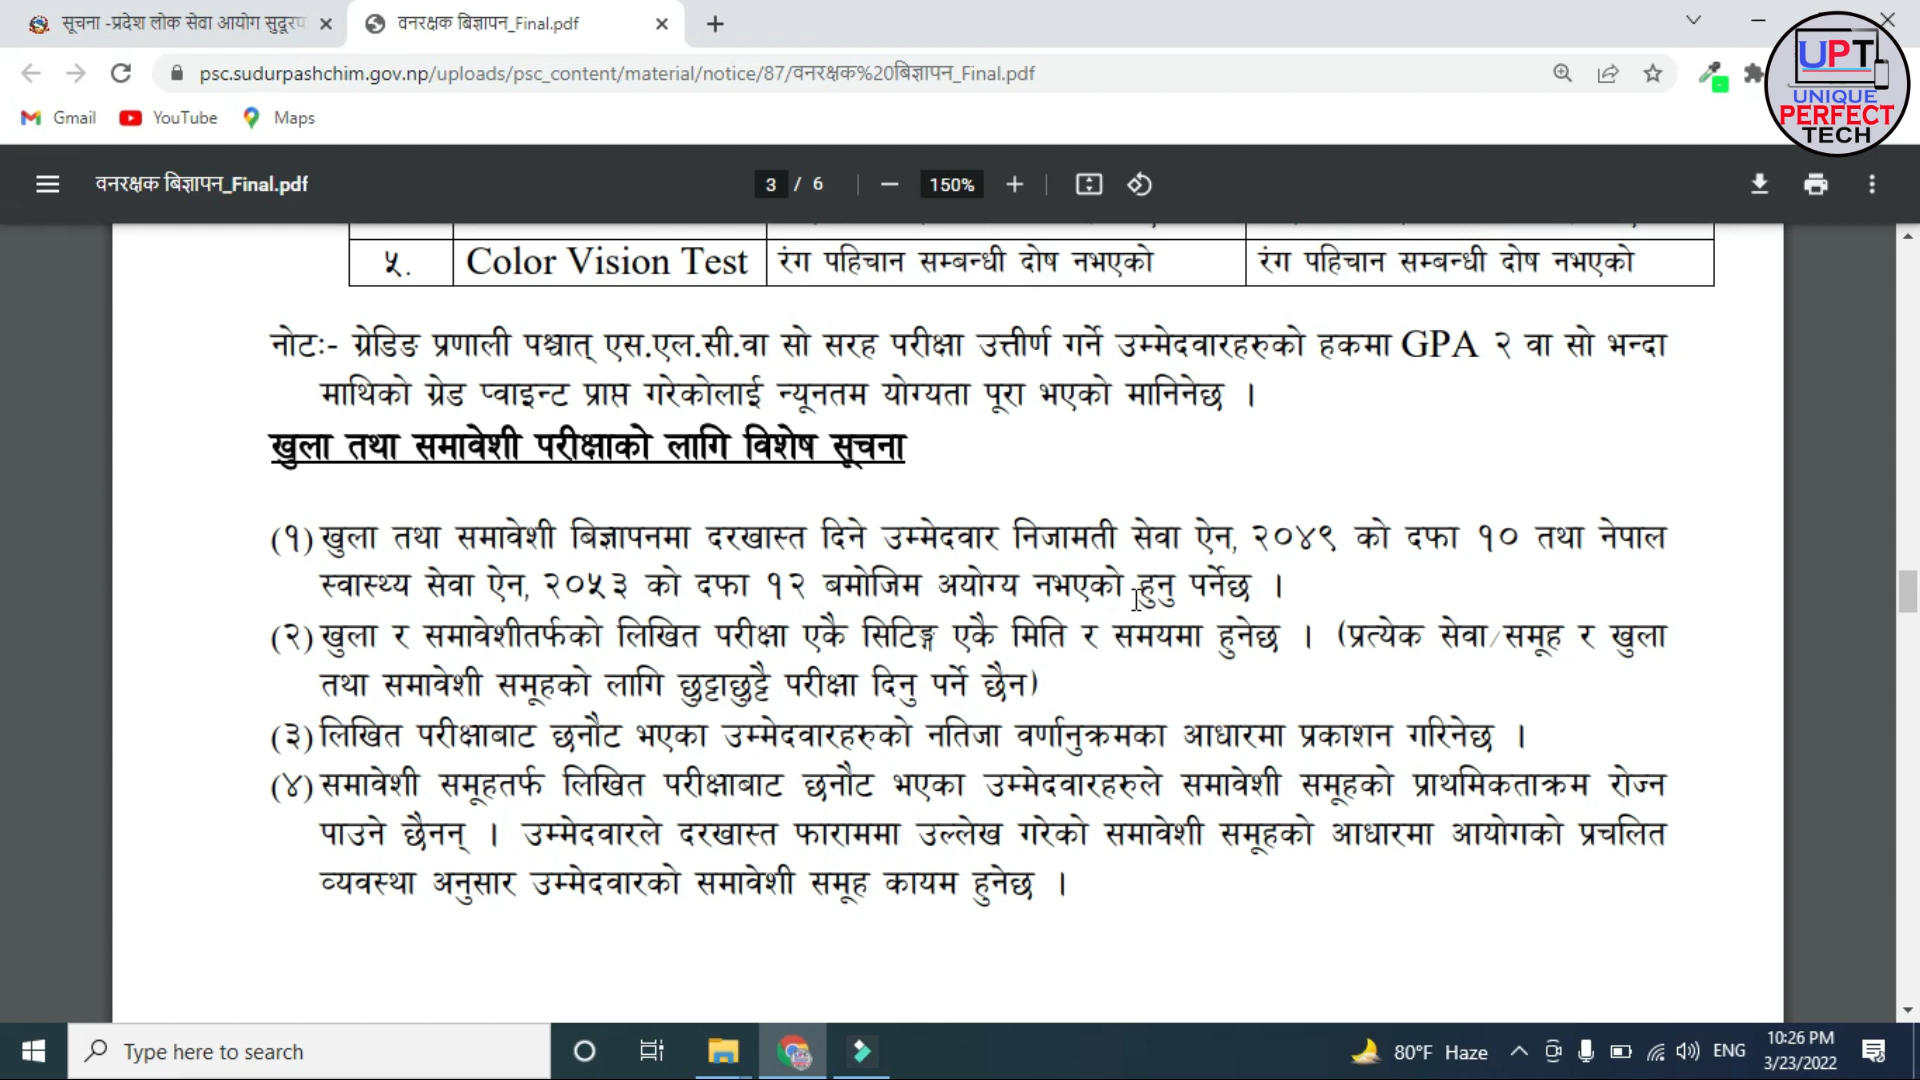 सूचना -प्रदेश लोक सेवा आयोग सुदूरप
वनरक्षक बिज्ञापन_Final.pdf
psc.sudurpashchim.gov.np/uploads/psc_content/material/notice/87/वनरक्षक%20बिज्ञापन_Final.pdf
UPT
UNIQUE
PERFECT
TECH
Gmail
YouTube
Maps
वनरक्षक बिज्ञापन_Final.pdf
3 / 6
150%
५. Color Vision Test रंग पहिचान सम्बन्धी दोष नभएको रंग पहिचान सम्बन्धी दोष नभएको
नोटः- ग्रेडिङ प्रणाली पश्चात् एस.एल.सी.वा सो सरह परीक्षा उत्तीर्ण गर्ने उम्मेदवारहरुको हकमा GPA २ वा सो भन्दा
माथिको ग्रेड प्वाइन्ट प्राप्त गरेकोलाई न्यूनतम योग्यता पूरा भएको मानिनेछ ।
खुला तथा समावेशी परीक्षाको लागि विशेष सूचना
(१) खुला तथा समावेशी बिज्ञापनमा दरखास्त दिने उम्मेदवार निजामती सेवा ऐन, २०४९ को दफा १० तथा नेपाल
स्वास्थ्य सेवा ऐन, २०५३ को दफा १२ बमोजिम अयोग्य नभएको हुनु पर्नेछ ।
(२) खुला र समावेशीतर्फको लिखित परीक्षा एकै सिटिङ्ग एकै मिति र समयमा हुनेछ । (प्रत्येक सेवा/समूह र खुला
तथा समावेशी समूहको लागि छुट्टाछुट्टै परीक्षा दिनु पर्ने छैन)
(३) लिखित परीक्षाबाट छनौट भएका उम्मेदवारहरुको नतिजा वर्णानुक्रमका आधारमा प्रकाशन गरिनेछ ।
(४) समावेशी समूहतर्फ लिखित परीक्षाबाट छनौट भएका उम्मेदवारहरुले समावेशी समूहको प्राथमिकताक्रम रोज्न
पाउने छैनन् । उम्मेदवारले दरखास्त फाराममा उल्लेख गरेको समावेशी समूहको आधारमा आयोगको प्रचलित
व्यवस्था अनुसार उम्मेदवारको समावेशी समूह कायम हुनेछ ।
Type here to search
80°F Haze
ENG
10:26 PM
3/23/2022